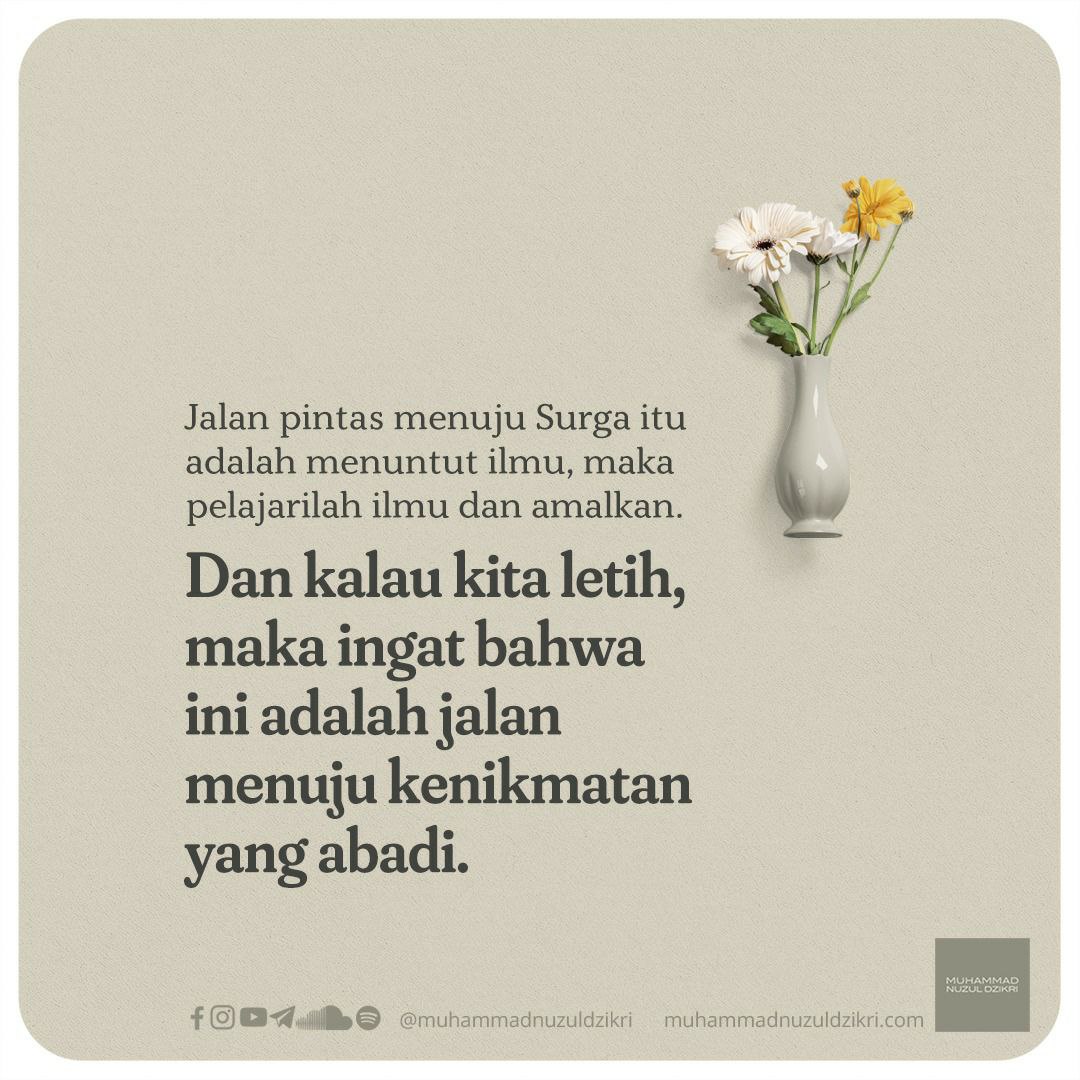 Jalan pintas menuju Surga itu
adalah menuntut ilmu, maka
pelajarilah ilmu dan amalkan.
Dan kalau kita letih,
maka ingat bahwa
ini adalah jalan
menuju kenikmatan
yang abadi.
MUHAMMAD
NUZUL DZIKRI
@muhammadnuzuldzikri muhammadnuzuldzikri.com